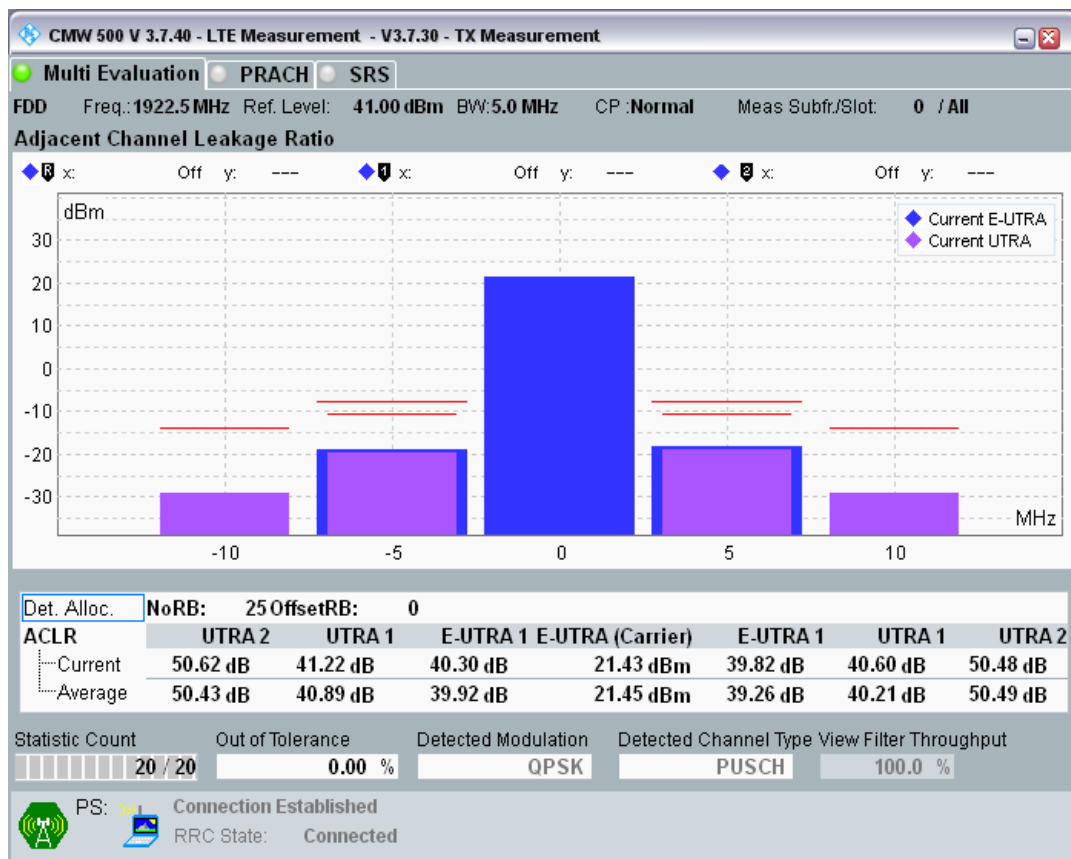 CMW 500 V 3.7.40 - LTE Measurement - V3.7.30 - TX Measurement
Multi Evaluation PRACH SRS
FDD Freq.:1922.5 MHz Ref. Level: 41.00 dBm BW:5.0 MHz CP :Normal Meas Subfr./Slot: 0 / All
Adjacent Channel Leakage Ratio
R x: Off y: --- 1 x: Off y: --- 2 x: Off y: ---
dBm
Current E-UTRA
Current UTRA
30
20
10
0
-10
-20
-30
MHz
-10 -5 0 5 10
Det. Alloc. NoRB: 25 OffsetRB: 0
ACLR UTRA 2 UTRA 1 E-UTRA 1 E-UTRA (Carrier) E-UTRA 1 UTRA 1 UTRA 2
Current 50.62 dB 41.22 dB 40.30 dB 21.43 dBm 39.82 dB 40.60 dB 50.48 dB
Average 50.43 dB 40.89 dB 39.92 dB 21.45 dBm 39.26 dB 40.21 dB 50.49 dB
Statistic Count Out of Tolerance Detected Modulation Detected Channel Type View Filter Throughput
20 / 20 0.00 % QPSK PUSCH 100.0 %
PS: Connection Established
RRC State: Connected